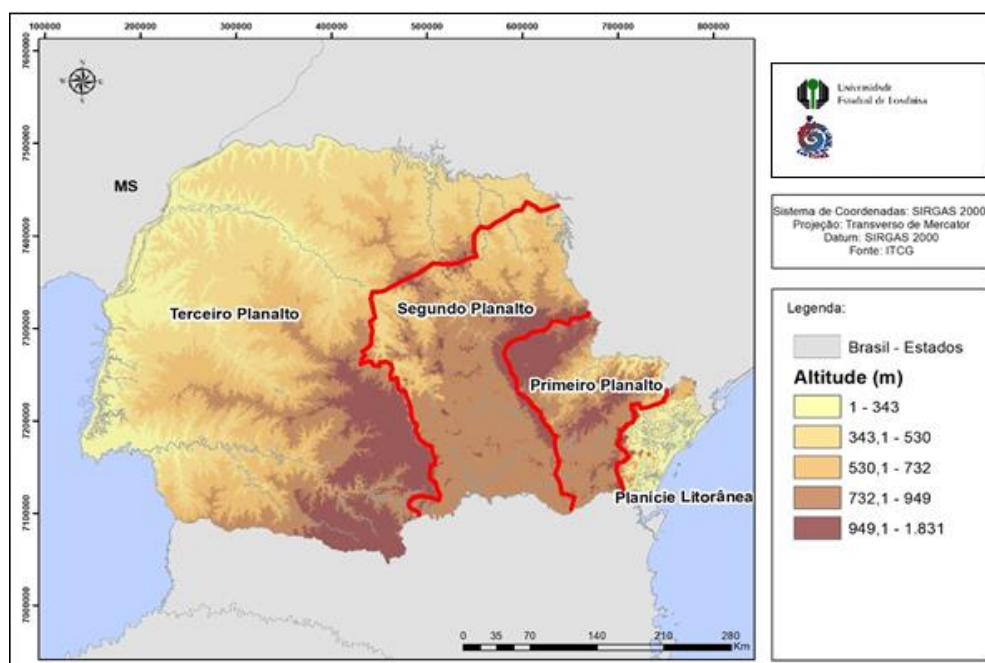 100000 200000 300000 400000 500000 600000 700000 800000
7600000
7500000
7400000
7300000
7200000
7100000
7000000
MS
Terceiro Planalto
Segundo Planalto
Primeiro Planalto
Planície Litorânea
0 35 70 140 210 280
Km
Universidade
Estadual de Londrina
Sistema de Coordenadas: SIRGAS 2000
Projeção: Transverso de Mercator
Datum: SIRGAS 2000
Fonte: ITCG
Legenda:
Brasil - Estados
Altitude (m)
1 - 343
343,1 - 530
530,1 - 732
732,1 - 949
949,1 - 1.831